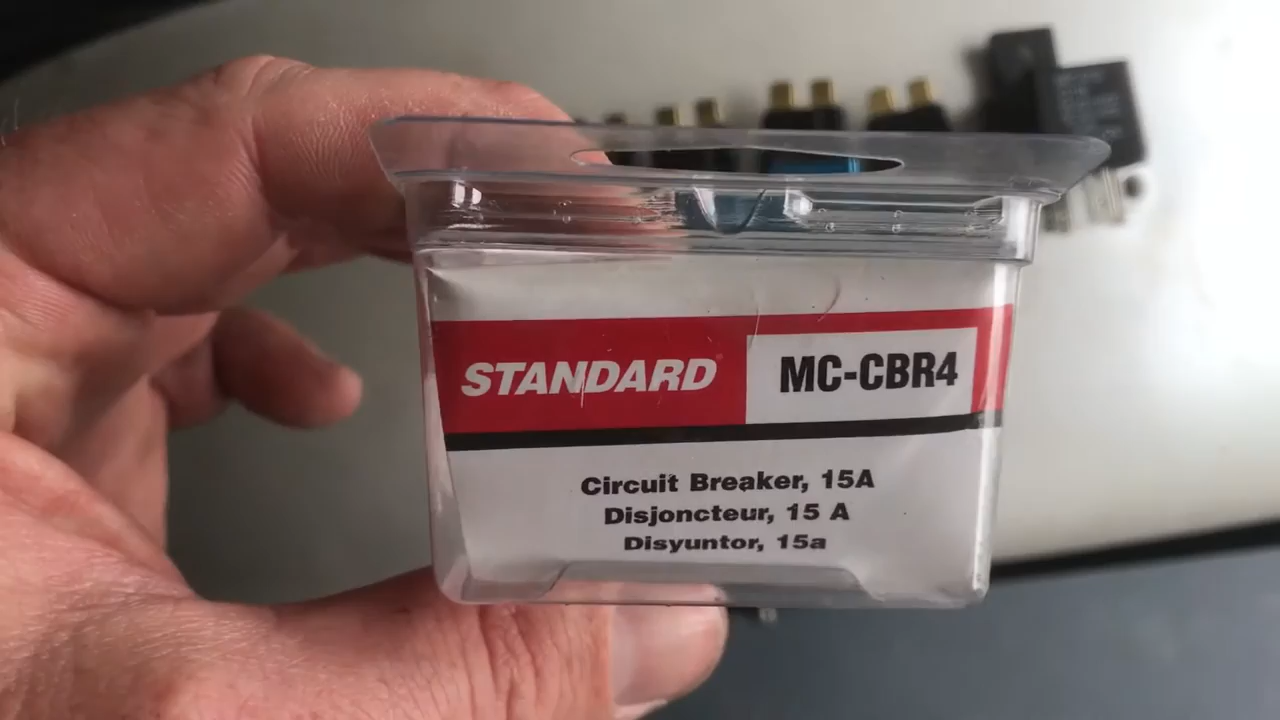 STANDARD MC-CBR4
Circuit Breaker, 15A
Disjoncteur, 15 A
Disyuntor, 15a